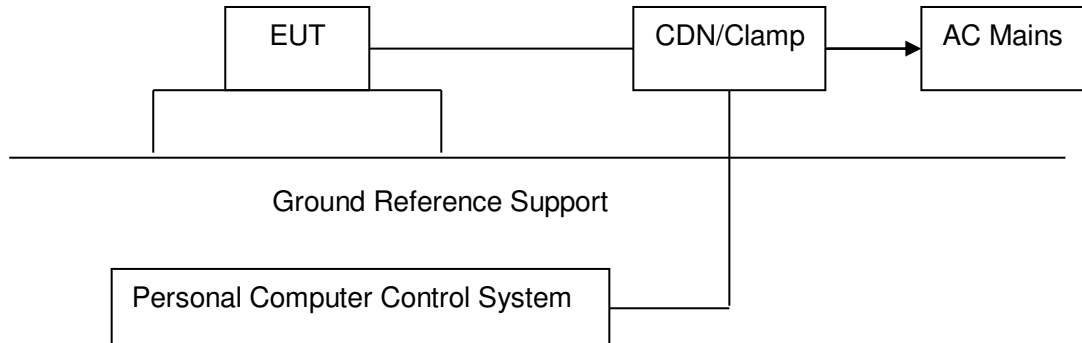 EUT
CDN/Clamp
AC Mains
Ground Reference Support
Personal Computer Control System